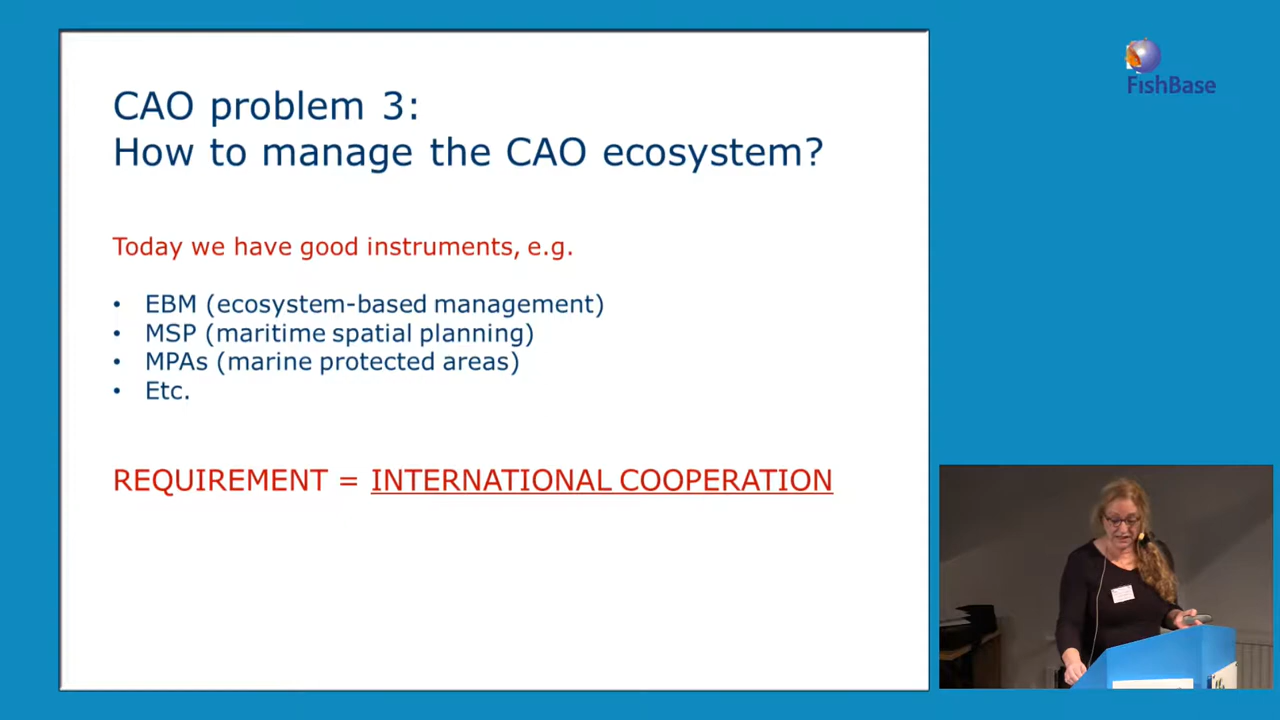 CAO problem 3:
How to manage the CAO ecosystem?
Today we have good instruments, e.g.
• EBM (ecosystem-based management)
• MSP (maritime spatial planning)
• MPAs (marine protected areas)
• Etc.
REQUIREMENT = INTERNATIONAL COOPERATION
FishBase